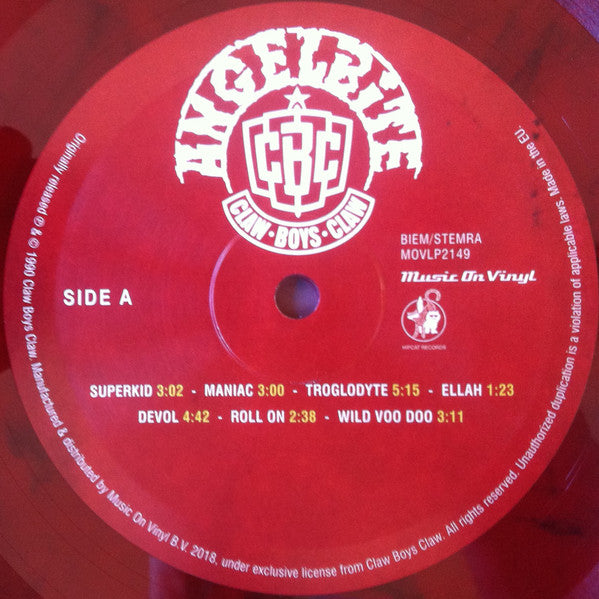 ANGELBITE
CBC
CLAW • BOYS • CLAW
BIEM/STEMRA
MOVLP2149
Music On Vinyl
HIPCAT RECORDS
SIDE A
SUPERKID 3:02 - MANIAC 3:00 - TROGLODYTE 5:15 - ELLAH 1:23
DEVOL 4:42 - ROLL ON 2:38 - WILD VOO DOO 3:11
Originally released ℗ & © 1990 Claw Boys Claw. Manufactured & distributed by Music On Vinyl B.V. 2018, under exclusive license from Claw Boys Claw. All rights reserved. Unauthorized duplication is a violation of applicable laws. Made in the EU.